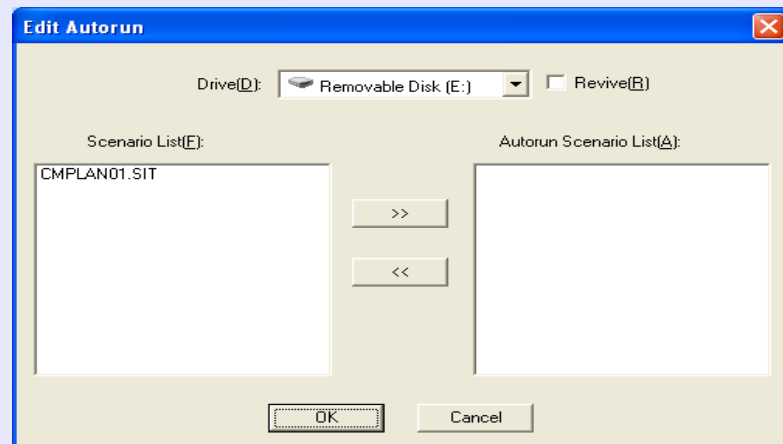 Edit Autorun
Drive(D): Removable Disk (E:) Revive(R)
Scenario List(F): Autorun Scenario List(A):
CMPLAN01.SIT
>>
<<
OK Cancel